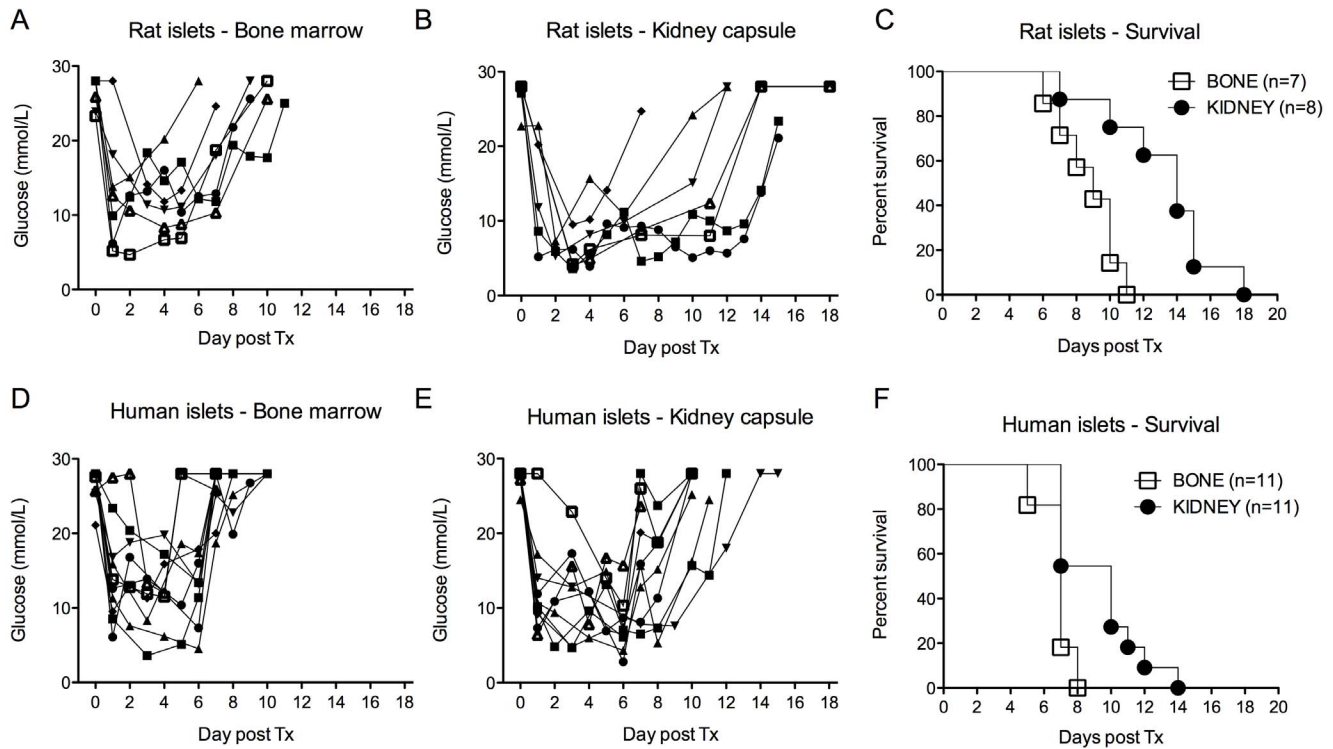 A
Rat islets - Bone marrow
Glucose (mmol/L)
30
20
10
0
0 2 4 6 8 10 12 14 16 18
Day post Tx
B
Rat islets - Kidney capsule
Glucose (mmol/L)
30
20
10
0
0 2 4 6 8 10 12 14 16 18
Day post Tx
C
Rat islets - Survival
BONE (n=7)
KIDNEY (n=8)
Percent survival
100
80
60
40
20
0
0 2 4 6 8 10 12 14 16 18 20
Days post Tx
D
Human islets - Bone marrow
Glucose (mmol/L)
30
20
10
0
0 2 4 6 8 10 12 14 16 18
Day post Tx
E
Human islets - Kidney capsule
Glucose (mmol/L)
30
20
10
0
0 2 4 6 8 10 12 14 16 18
Day post Tx
F
Human islets - Survival
BONE (n=11)
KIDNEY (n=11)
Percent survival
100
80
60
40
20
0
0 2 4 6 8 10 12 14 16 18 20
Days post Tx